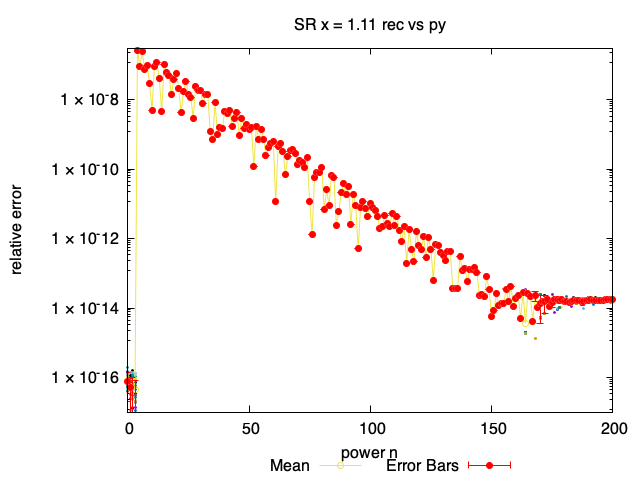 SR x = 1.11 rec vs py
relative error
1 × 10^-8
1 × 10^-10
1 × 10^-12
1 × 10^-14
1 × 10^-16
0 50 100 150 200
power n
Mean Error Bars